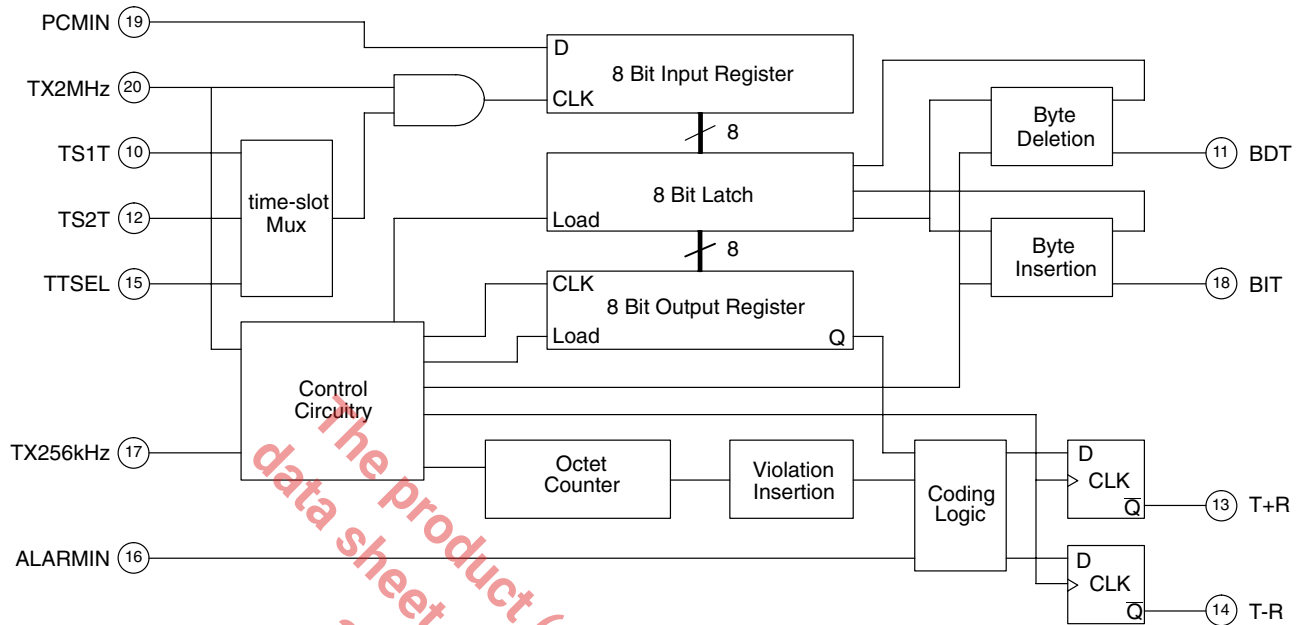 PCMIN 19
D
8 Bit Input Register
CLK
TX2MHz 20
Byte
Deletion
8
11 BDT
TS1T 10
time-slot
Mux
8 Bit Latch
Load
TS2T 12
Byte
Insertion
8
18 BIT
TTSEL 15
CLK
8 Bit Output Register
Load
Q
Control
Circuitry
TX256kHz 17
Octet
Counter
Violation
Insertion
Coding
Logic
D
CLK
Q
13 T+R
ALARMIN 16
D
CLK
Q
14 T-R
The product (
data sheet